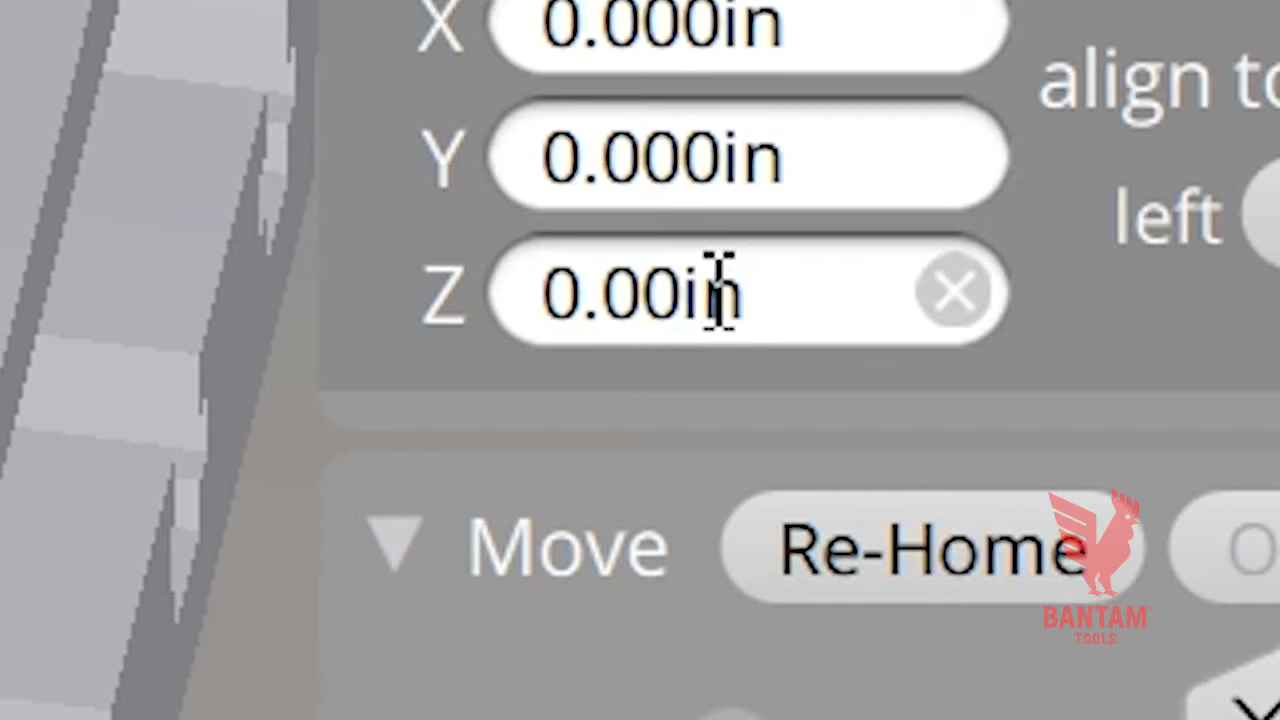 X 0.000in
align to
Y 0.000in
left
Z 0.00in
Move Re-Home O
BANTAM
TOOLS